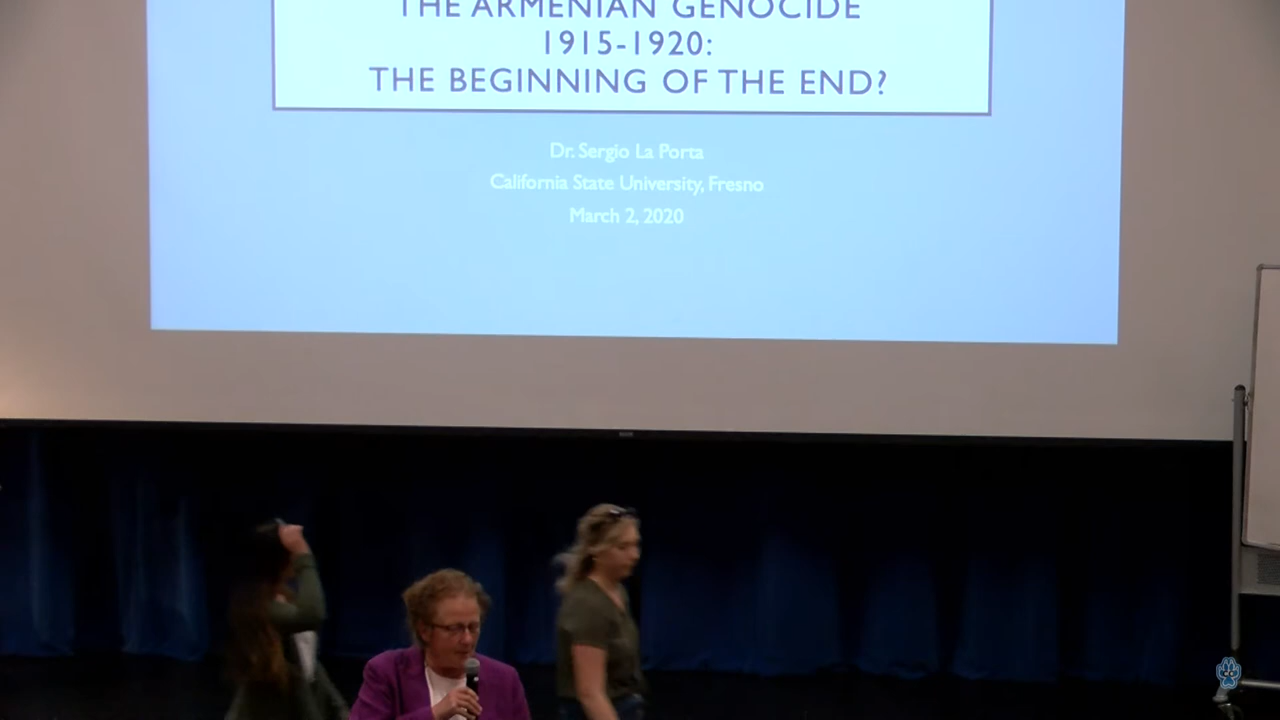 THE ARMENIAN GENOCIDE
1915-1920:
THE BEGINNING OF THE END?
Dr. Sergio La Porta
California State University, Fresno
March 2, 2020